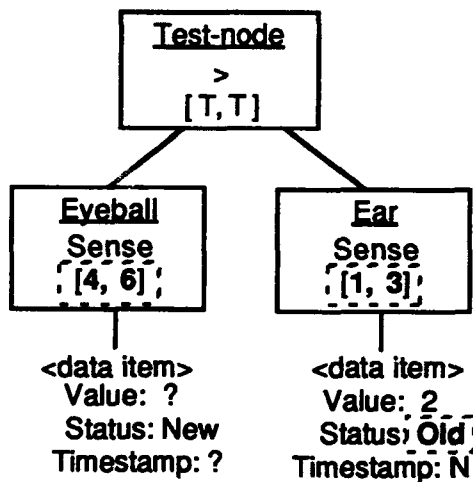 Test-node
>
[ T, T ]
Eyeball
Sense
[4, 6]
<data item>
Value: ?
Status: New
Timestamp: ?
Ear
Sense
[1, 3]
<data item>
Value: 2
Status: Old
Timestamp: N